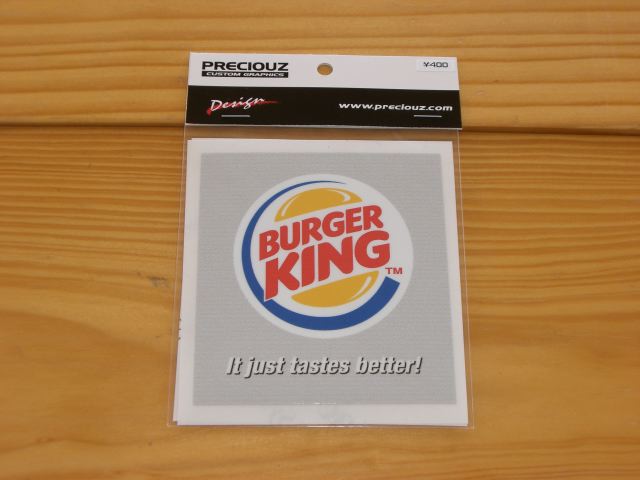 PRECIOUZ
CUSTOM GRAPHICS
¥400
Design
www.preciouz.com
BURGER
KING
TM
It just tastes better!